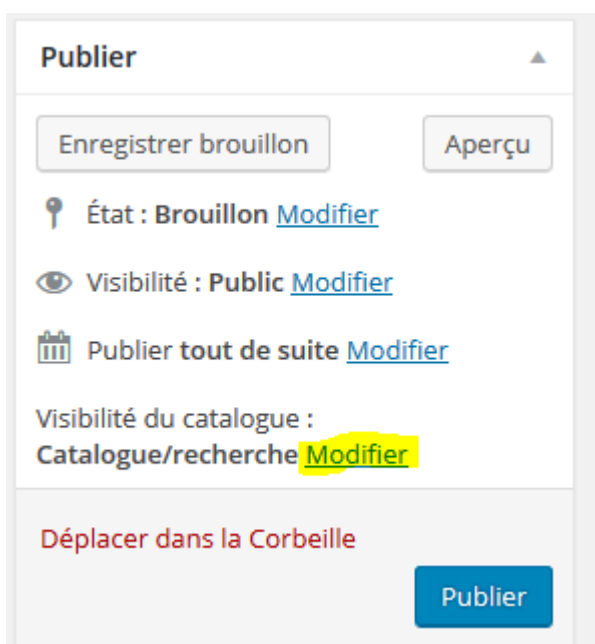 Publier
Enregistrer brouillon
Aperçu
État : Brouillon Modifier
Visibilité : Public Modifier
Publier tout de suite Modifier
Visibilité du catalogue :
Catalogue/recherche Modifier
Déplacer dans la Corbeille
Publier